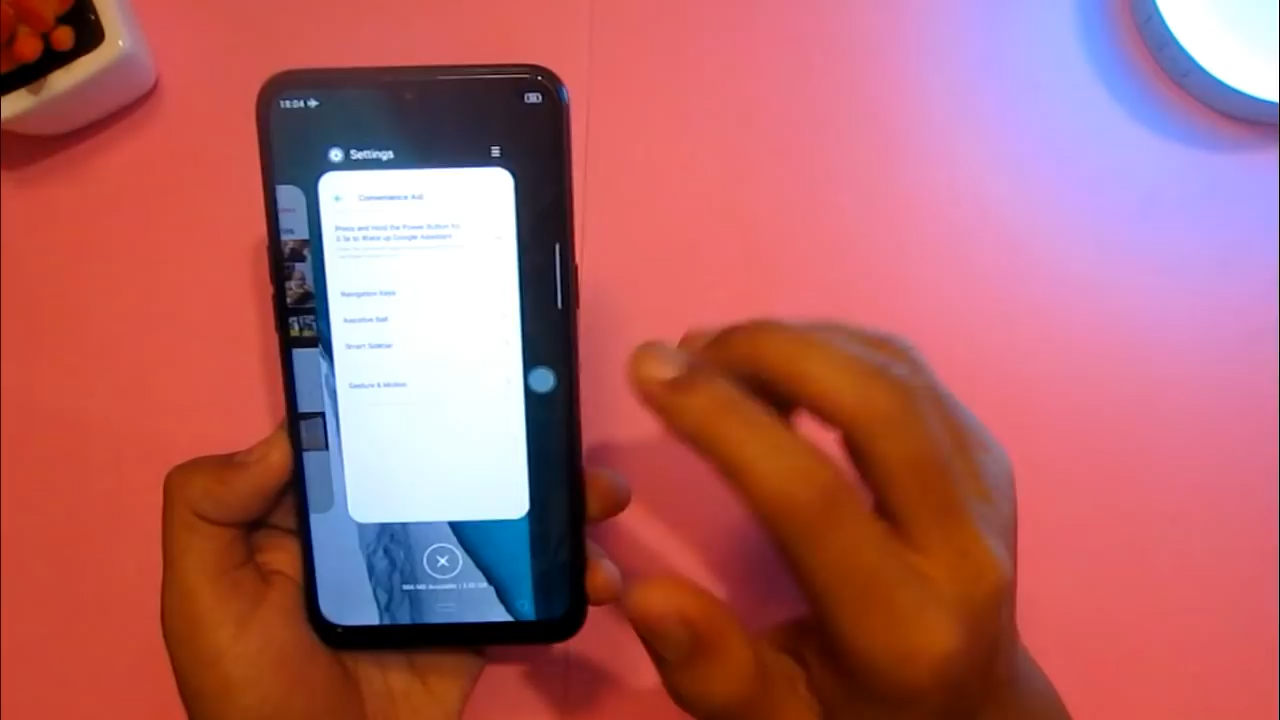 18:04
Settings
Convenience Aid
Press and Hold the Power Button for
0.5s to Wake up Google Assistant
Navigation Keys
Assistive Ball
Smart Sidebar
Gesture & Motion